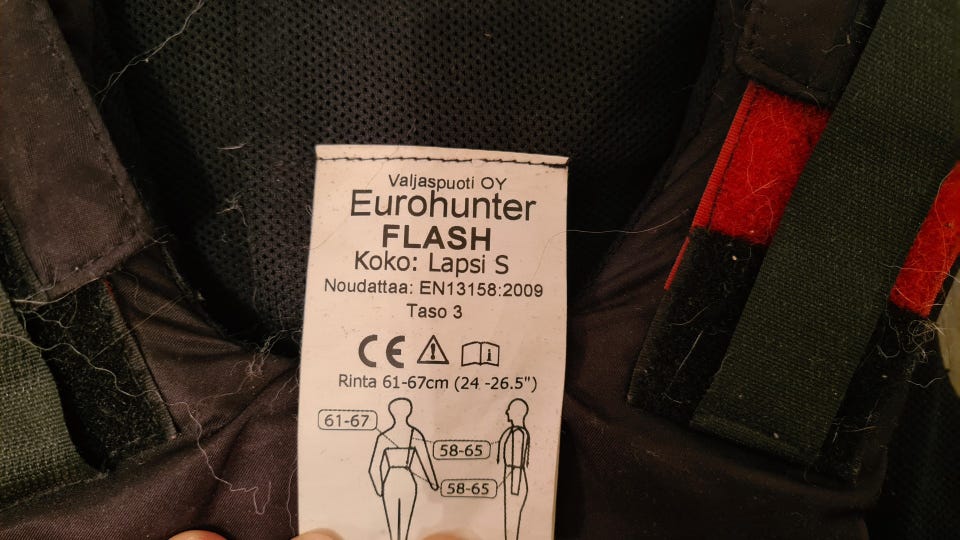 Valjaspuoti OY
Eurohunter
FLASH
Koko: Lapsi S
Noudattaa: EN13158:2009
Taso 3
CE
Rinta 61-67cm (24 -26.5")
61-67
58-65
58-65